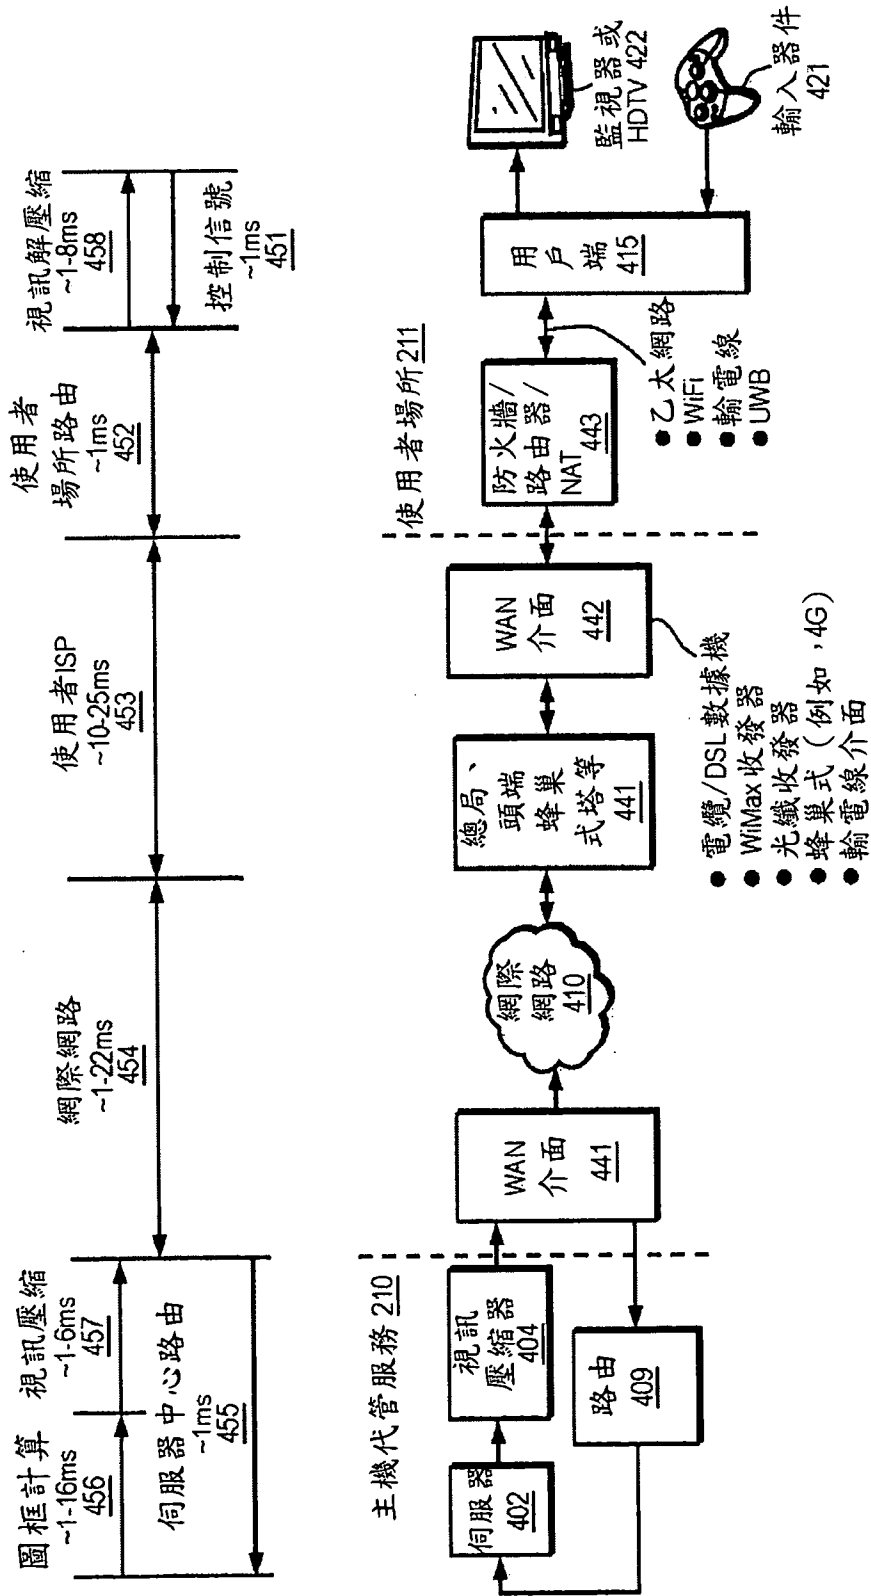 圖框計算
~1-16ms
456
視訊壓縮
~1-6ms
457
伺服器中心路由
~1ms
455
網際網路
~1-22ms
454
使用者ISP
~10-25ms
453
使用者
場所路由
~1ms
452
視訊解壓縮
~1-8ms
458
控制信號
~1ms
451
主機代管服務 210
伺服器
402
視訊
壓縮器
404
路由
409
WAN
介面
441
網際
網路
410
總局、
頭端
蜂巢
式塔等
441
WAN
介面
442
● 電纜/DSL數據機
● WiMax收發器
● 光纖收發器
● 蜂巢式（例如,4G)
● 輸電線介面
使用者場所211
防火牆/
路由器/
NAT 443
● 乙太網路
● WiFi
● 輸電線
● UWB
用戶端
415
監視器或
HDTV 422
輸入器件
421